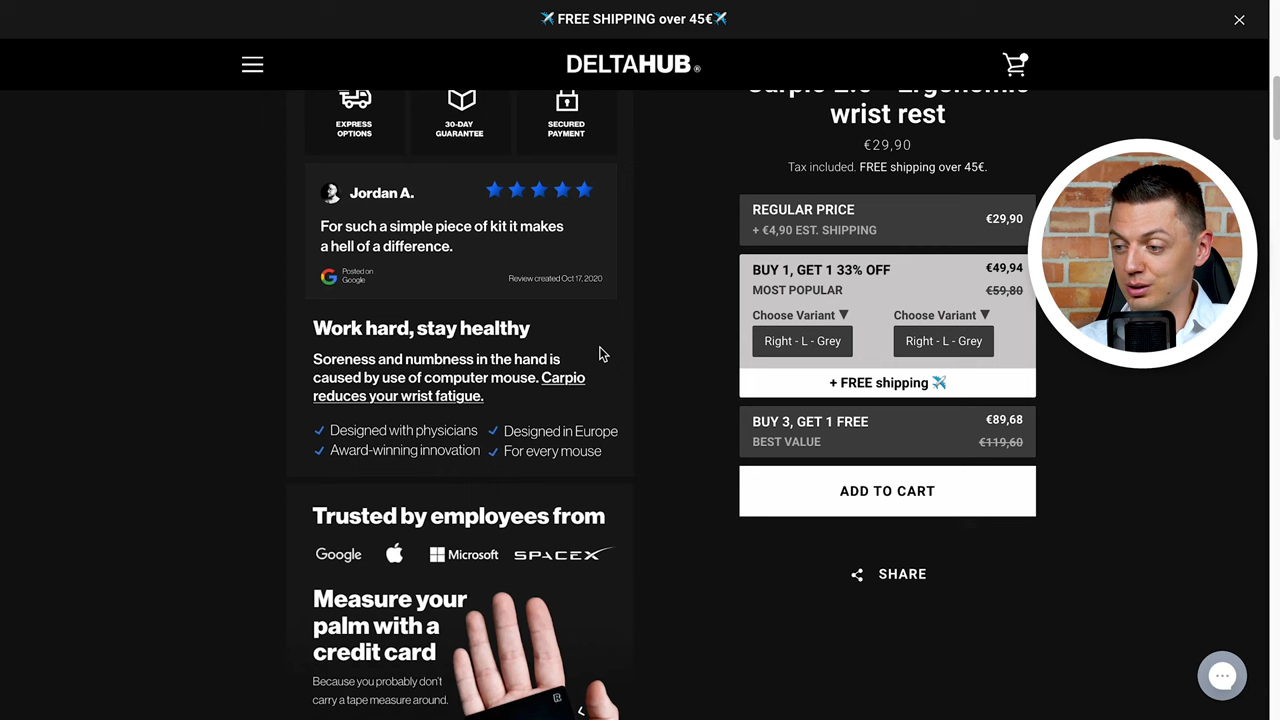 ✈️FREE SHIPPING over 45€✈️
DELTAHUB®
EXPRESS OPTIONS
30-DAY GUARANTEE
SECURED PAYMENT
Jordan A.
For such a simple piece of kit it makes
a hell of a difference.
Posted on Google
Review created Oct 17, 2020
Work hard, stay healthy
Soreness and numbness in the hand is
caused by use of computer mouse. Carpio
reduces your wrist fatigue.
Designed with physicians
Designed in Europe
Award-winning innovation
For every mouse
Trusted by employees from
Google
Microsoft
SPACEX
Measure your
palm with a
credit card
Because you probably don't
carry a tape measure around.
wrist rest
€29,90
Tax included. FREE shipping over 45€.
REGULAR PRICE
€29,90
+ €4,90 EST. SHIPPING
BUY 1, GET 1 33% OFF
€49,94
MOST POPULAR
€59,80
Choose Variant ▼
Choose Variant ▼
Right - L - Grey
Right - L - Grey
+ FREE shipping ✈️
BUY 3, GET 1 FREE
€89,68
BEST VALUE
€119,60
ADD TO CART
SHARE